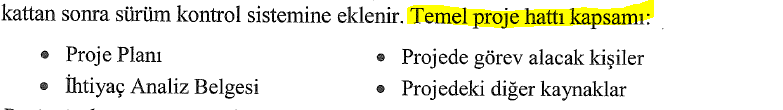 kattan sonra sürüm kontrol sistemine eklenir. Temel proje hattı kapsamı:
• Proje Planı
• İhtiyaç Analiz Belgesi
• Projede görev alacak kişiler
• Projedeki diğer kaynaklar